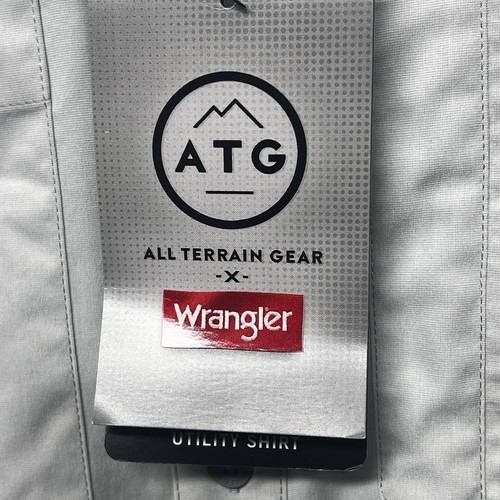 ATG
ALL TERRAIN GEAR
-X-
Wrangler
UTILITY SHIRT